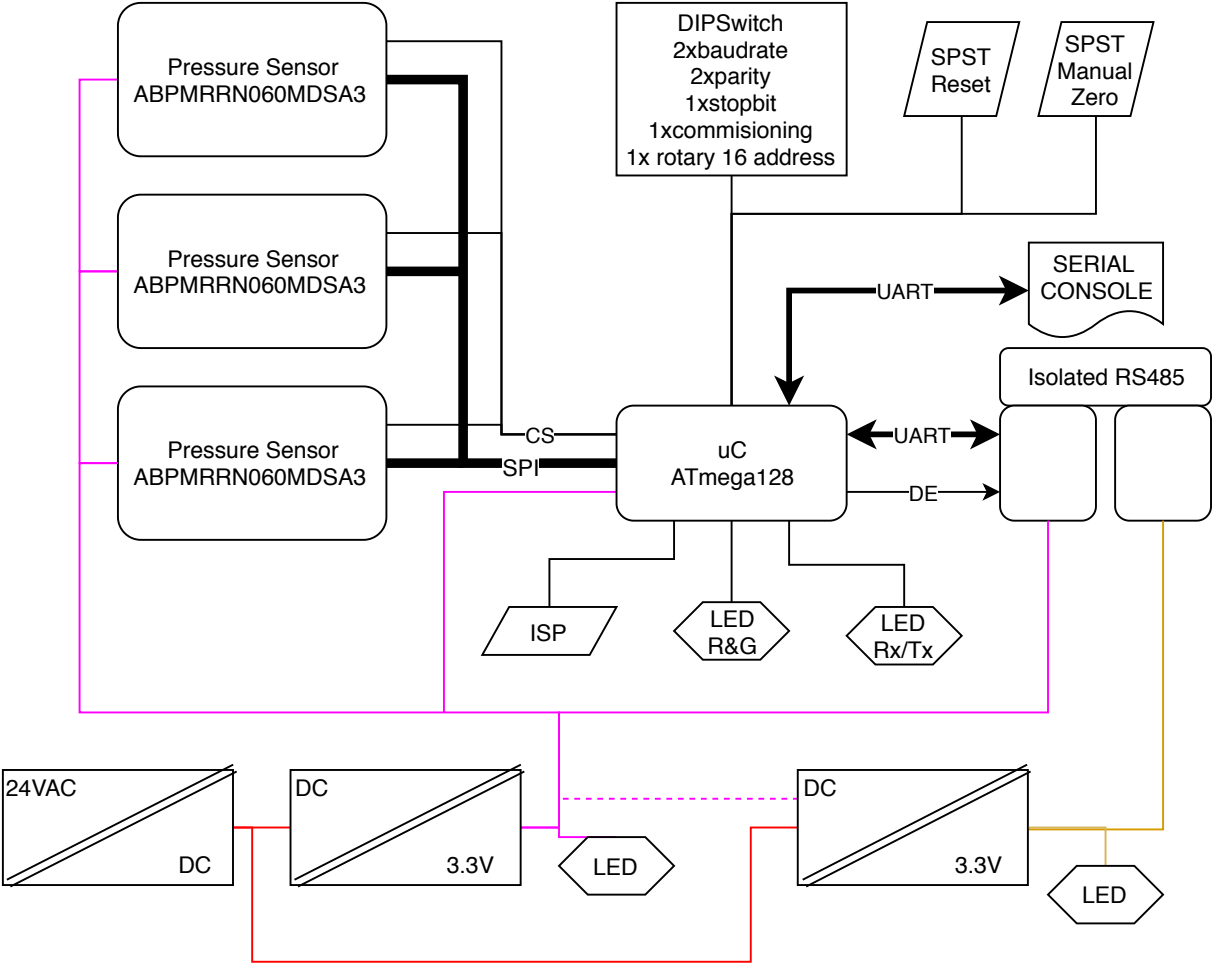 Pressure Sensor
ABPMRRN060MDSA3
DIPSwitch
2xbaudrate
2xparity
1xstopbit
1xcommisioning
1x rotary 16 address
SPST
Reset
SPST
Manual
Zero
Pressure Sensor
ABPMRRN060MDSA3
UART
SERIAL
CONSOLE
Isolated RS485
Pressure Sensor
ABPMRRN060MDSA3
CS
SPI
uC
ATmega128
UART
DE
ISP
LED
R&G
LED
Rx/Tx
24VAC
DC
DC
3.3V
LED
DC
3.3V
LED